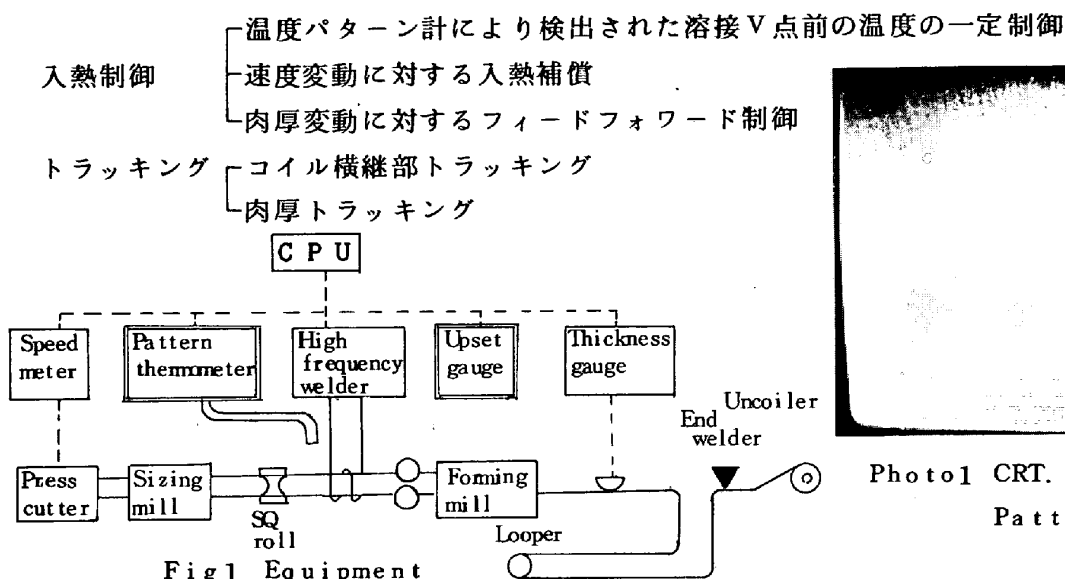 温度パターン計により検出された溶接V点前の温度の一定制御
入熱制御
速度変動に対する入熱補償
肉厚変動に対するフィードフォワード制御
トラッキング
コイル横継部トラッキング
肉厚トラッキング
CPU
Speed
meter
Pattern
thermometer
High
frequency
welder
Upset
gauge
Thickness
gauge
Uncoiler
End
welder
Press
cutter
Sizing
mill
SQ
roll
Forming
mill
Looper
Fig1 Equipment
Photo1 CRT.
Patt